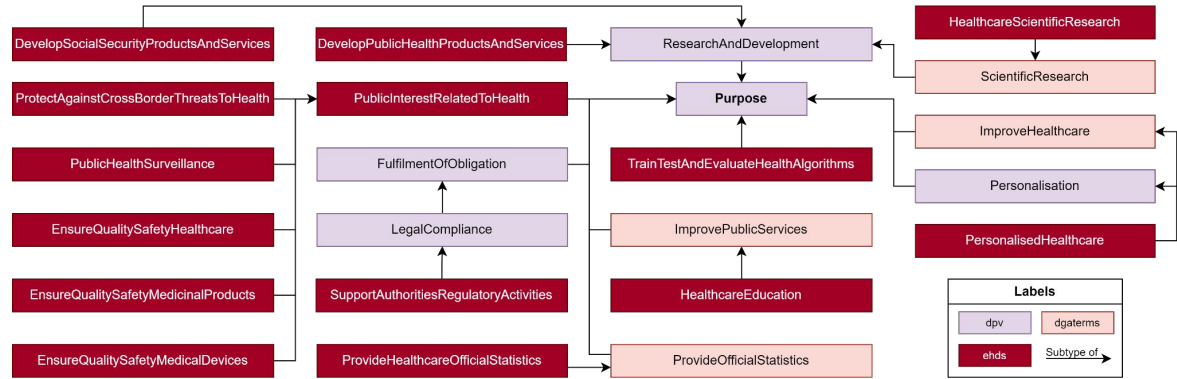 DevelopSocialSecurityProductsAndServices
DevelopPublicHealthProductsAndServices
ResearchAndDevelopment
HealthcareScientificResearch
ScientificResearch
ProtectAgainstCrossBorderThreatsToHealth
PublicInterestRelatedToHealth
Purpose
ImproveHealthcare
PublicHealthSurveillance
FulfilmentOfObligation
TrainTestAndEvaluateHealthAlgorithms
Personalisation
EnsureQualitySafetyHealthcare
LegalCompliance
ImprovePublicServices
PersonalisedHealthcare
EnsureQualitySafetyMedicinalProducts
SupportAuthoritiesRegulatoryActivities
HealthcareEducation
EnsureQualitySafetyMedicalDevices
ProvideHealthcareOfficialStatistics
ProvideOfficialStatistics
Labels
dpv
dgaterms
ehds
Subtype of